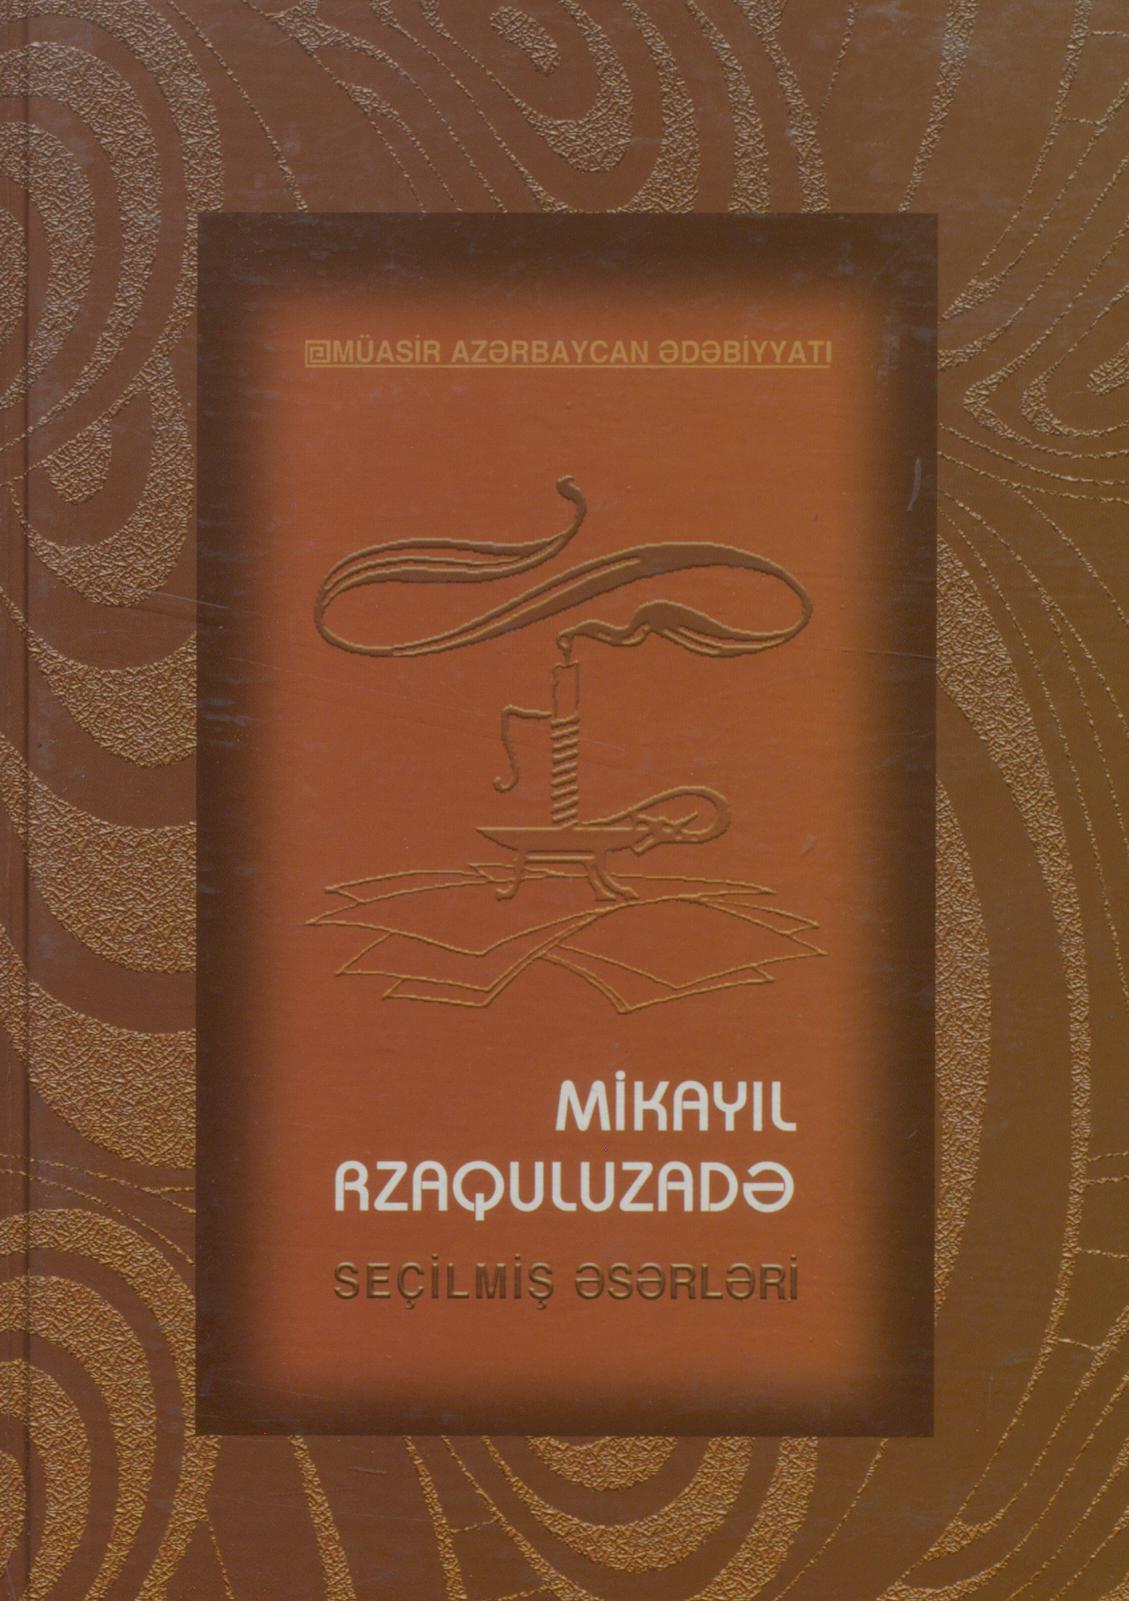 MÜASİR AZƏRBAYCAN ƏDƏBİYYATI
MİKAYIL
RZAQULUZADƏ
SEÇİLMİŞ ƏSƏRLƏRİ